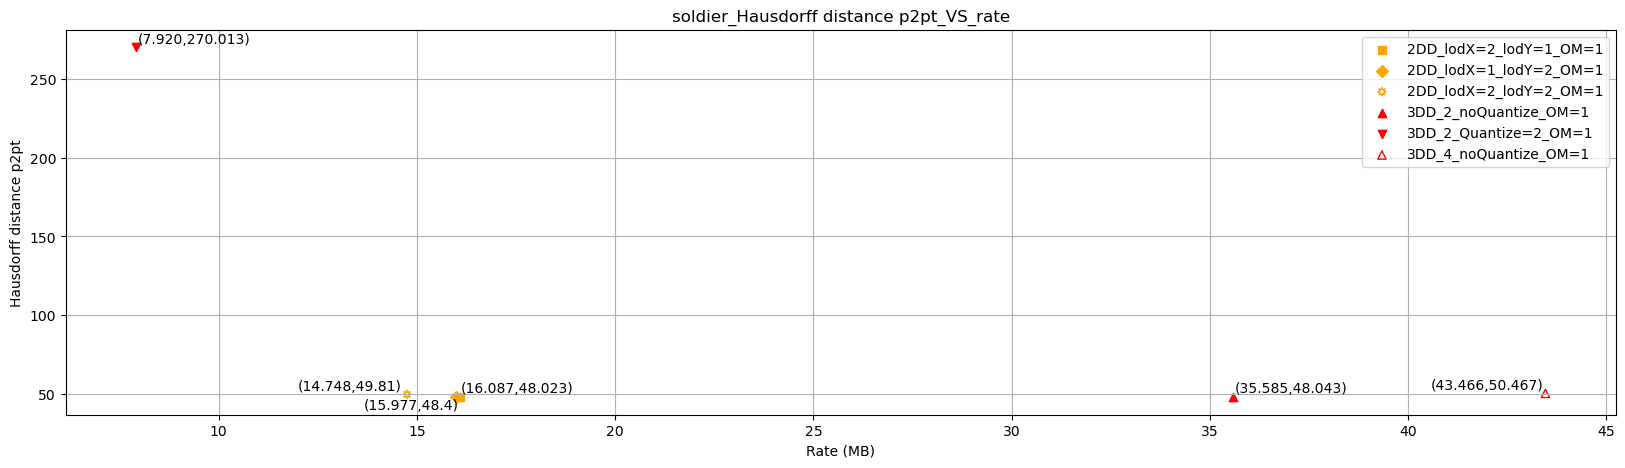 soldier_Hausdorff distance p2pt_VS_rate
(7.920,270.013)
2DD_lodX=2_lodY=1_OM=1
2DD_lodX=1_lodY=2_OM=1
2DD_lodX=2_lodY=2_OM=1
3DD_2_noQuantize_OM=1
3DD_2_Quantize=2_OM=1
3DD_4_noQuantize_OM=1
Hausdorff distance p2pt
250
200
150
100
50
(14.748,49.81)
(15.977,48.4)
(16.087,48.023)
(35.585,48.043)
(43.466,50.467)
10
15
20
25
30
35
40
45
Rate (MB)